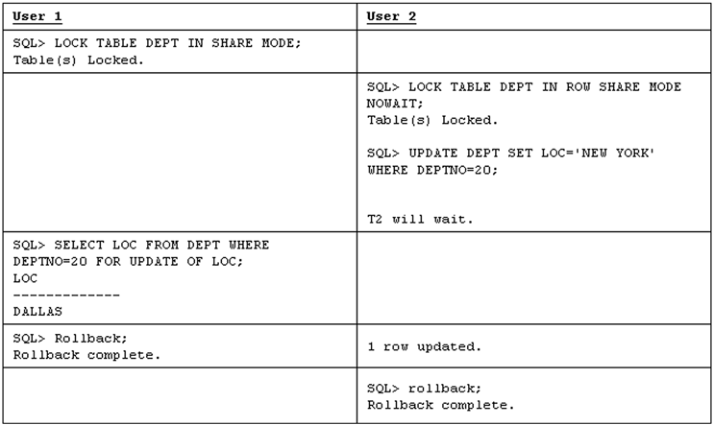 User 1
User 2
SQL> LOCK TABLE DEPT IN SHARE MODE;
Table(s) Locked.
SQL> LOCK TABLE DEPT IN ROW SHARE MODE
NOWAIT;
Table(s) Locked.
SQL> UPDATE DEPT SET LOC='NEW YORK'
WHERE DEPTNO=20;
T2 will wait.
SQL> SELECT LOC FROM DEPT WHERE
DEPTNO=20 FOR UPDATE OF LOC;
LOC
-------------
DALLAS
SQL> Rollback;
Rollback complete.
1 row updated.
SQL> rollback;
Rollback complete.